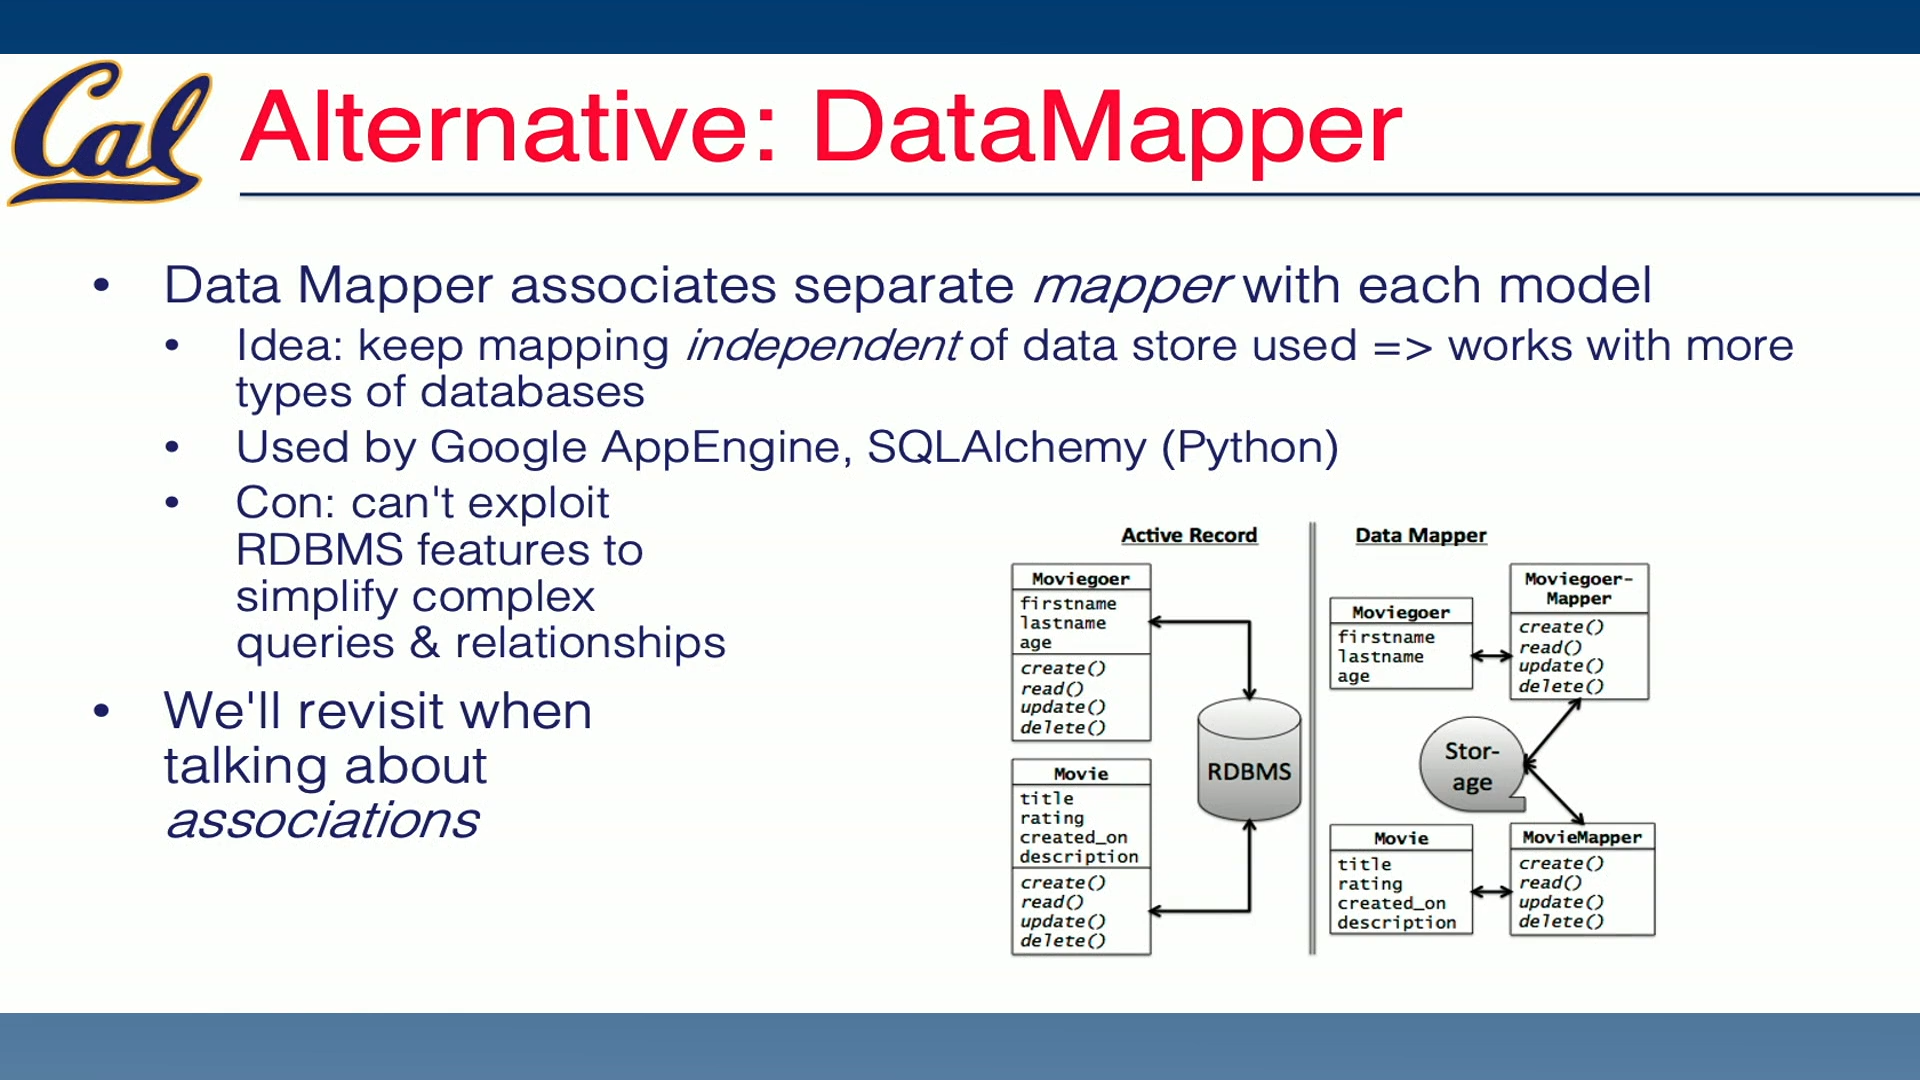 Cal
Alternative: DataMapper
• Data Mapper associates separate mapper with each model
• Idea: keep mapping independent of data store used => works with more
types of databases
• Used by Google AppEngine, SQLAlchemy (Python)
• Con: can't exploit
RDBMS features to
simplify complex
queries & relationships
• We'll revisit when
talking about
associations
Active Record
Moviegoer
firstname
lastname
age
create()
read()
update()
delete()
Movie
title
rating
created_on
description
create()
read()
update()
delete()
RDBMS
Data Mapper
Moviegoer
firstname
lastname
age
Moviegoer-
Mapper
create()
read()
update()
delete()
Stor-
age
Movie
title
rating
created_on
description
MovieMapper
create()
read()
update()
delete()